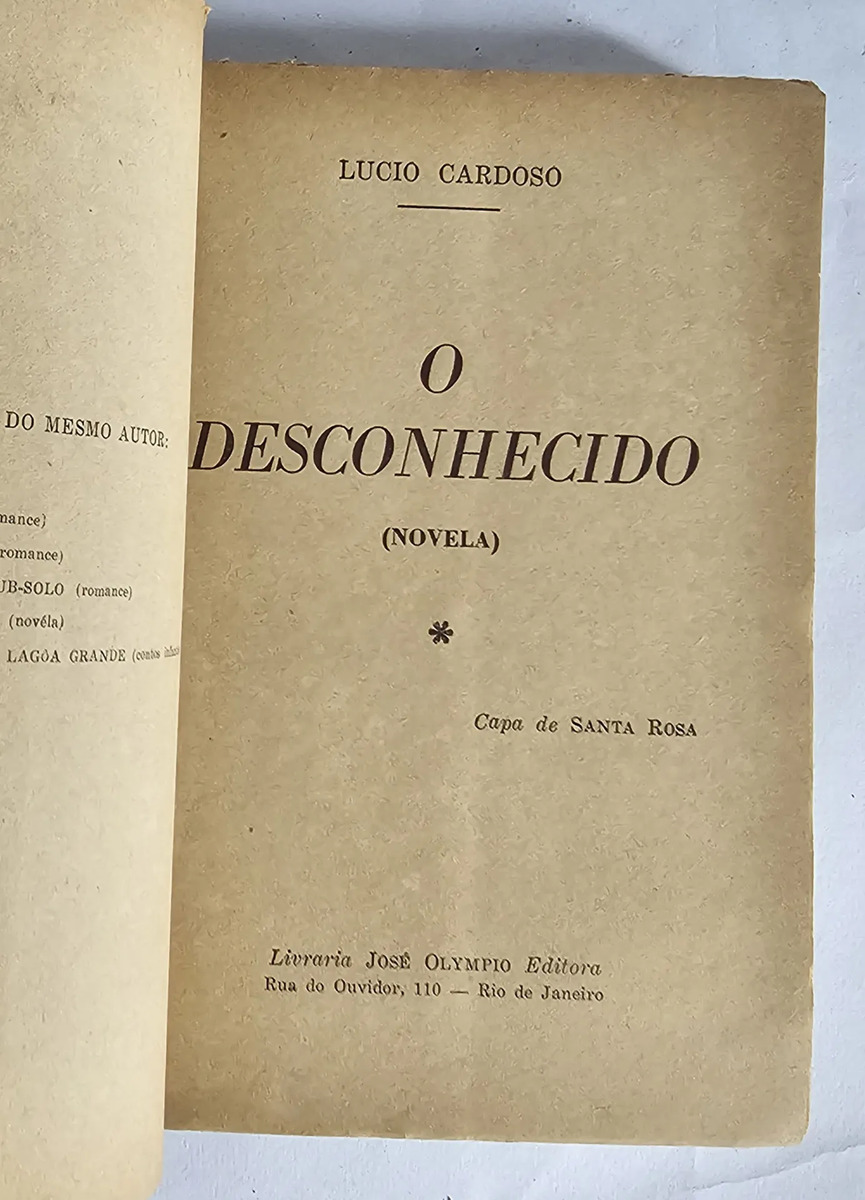 DO MESMO AUTOR:
romance)
UB-SOLO (romance)
(novéla)
LAGÔA GRANDE (contos
LUCIO CARDOSO
O
DESCONHECIDO
(NOVELA)
*
Capa de SANTA ROSA
Livraria JOSÉ OLYMPIO Editora
Rua do Ouvidor, 110 — Rio de Janeiro